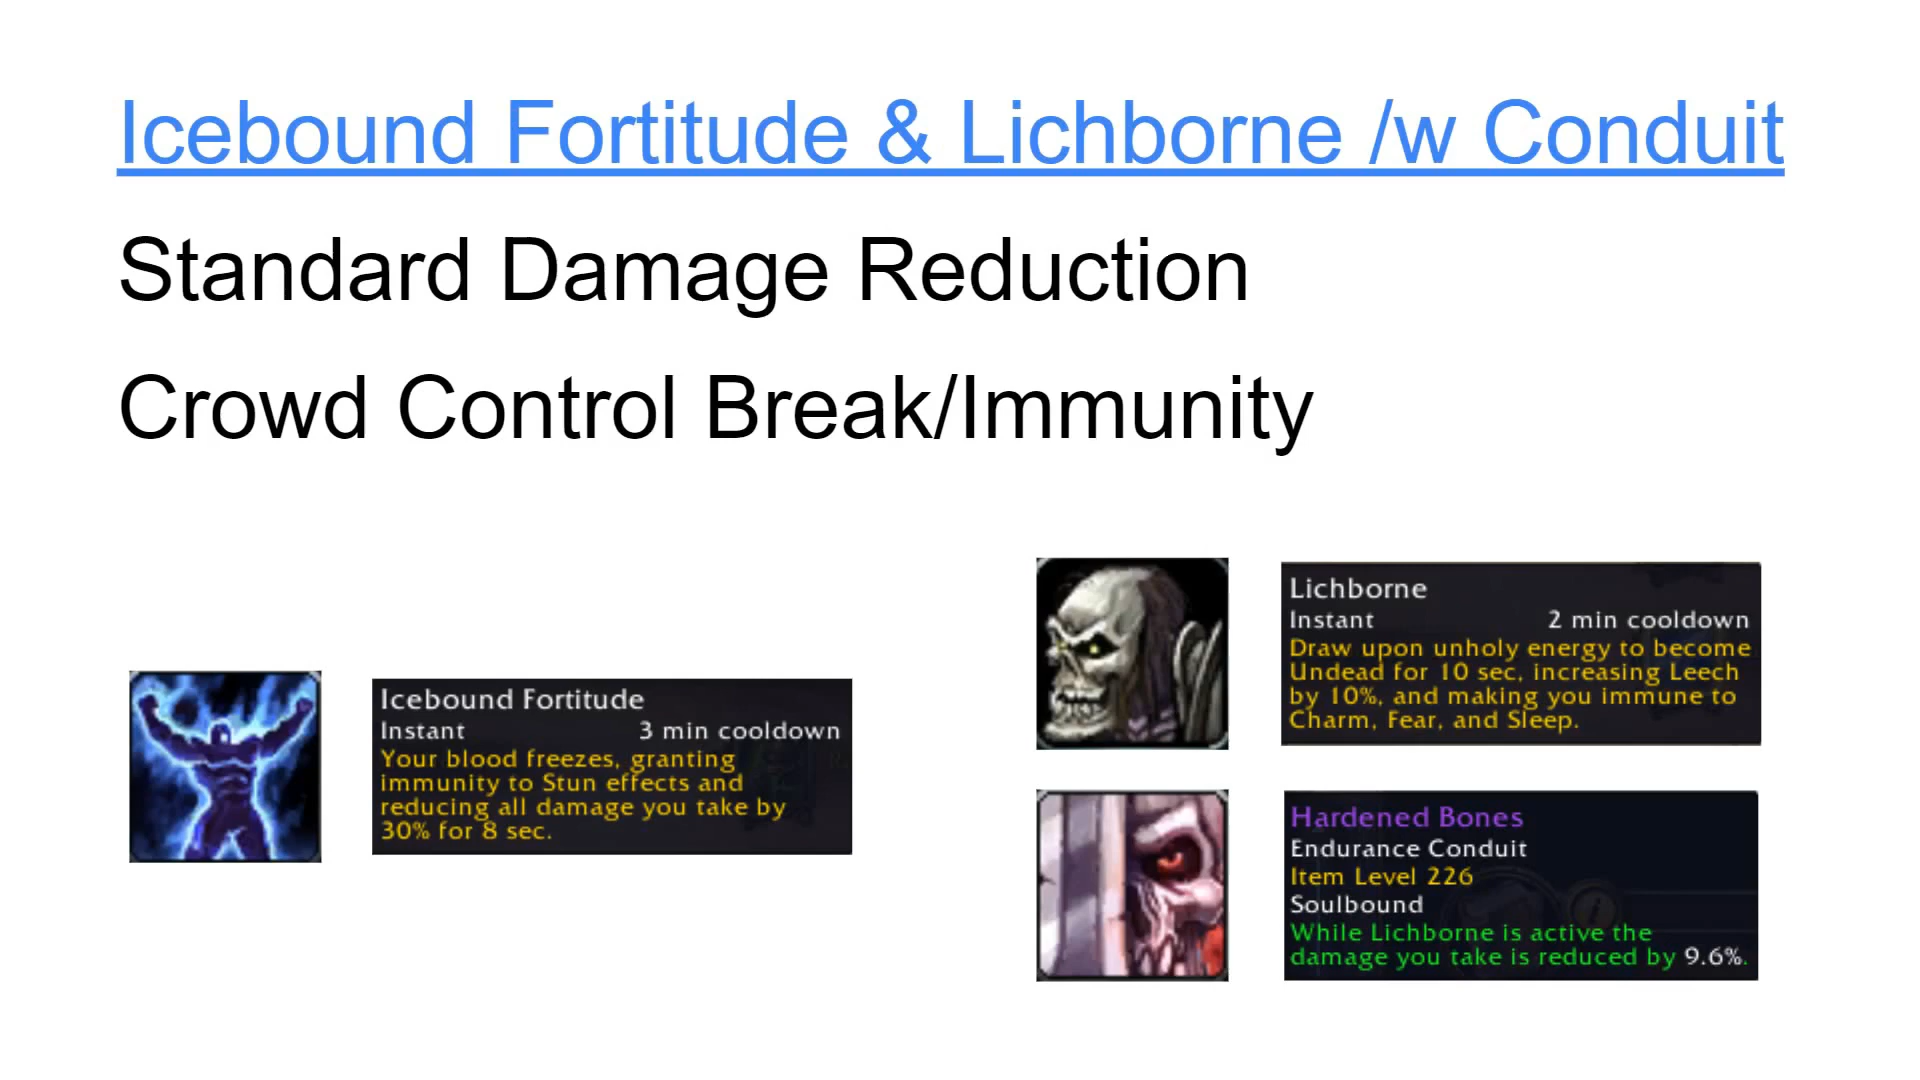 Icebound Fortitude & Lichborne /w Conduit
Standard Damage Reduction
Crowd Control Break/Immunity
Icebound Fortitude
Instant 3 min cooldown
Your blood freezes, granting
immunity to Stun effects and
reducing all damage you take by
30% for 8 sec.
Lichborne
Instant 2 min cooldown
Draw upon unholy energy to become
Undead for 10 sec, increasing Leech
by 10%, and making you immune to
Charm, Fear, and Sleep.
Hardened Bones
Endurance Conduit
Item Level 226
Soulbound
While Lichborne is active the
damage you take is reduced by 9.6%.